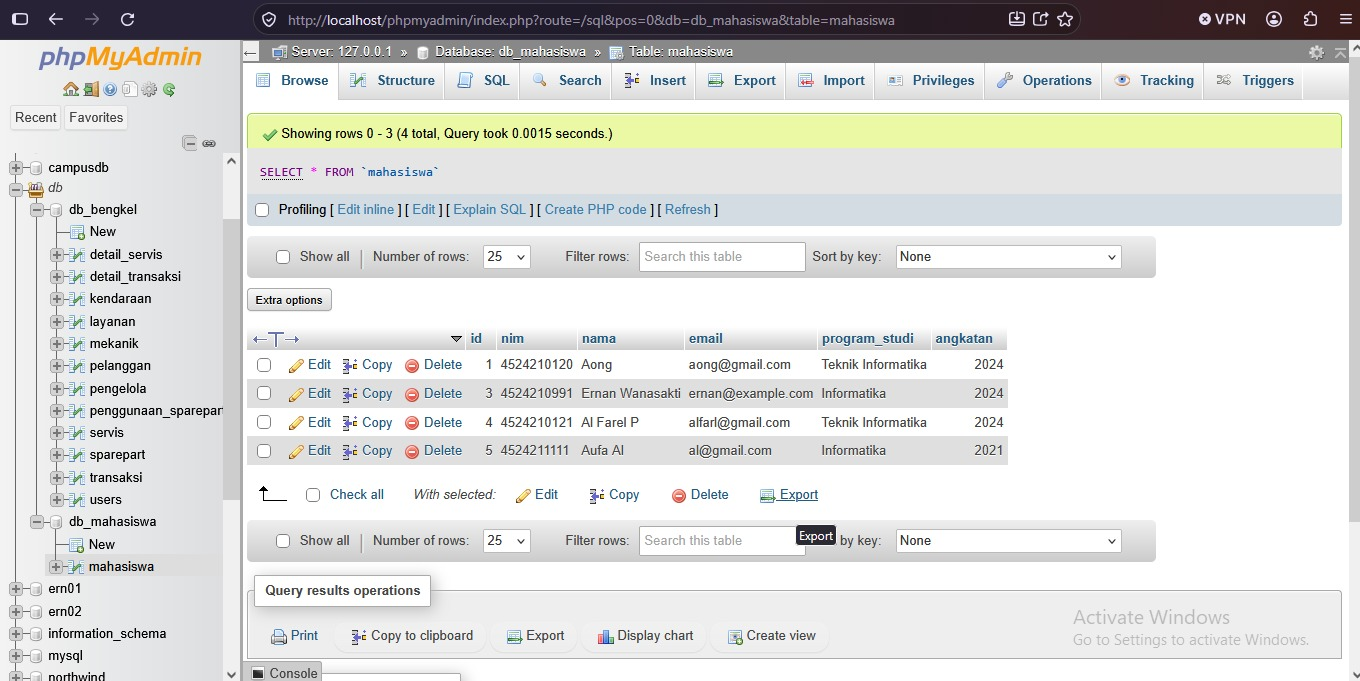 http://localhost/phpmyadmin/index.php?route=/sql&pos=0&db=db_mahasiswa&table=mahasiswa
VPN
phpMyAdmin
Recent Favorites
campusdb
db
db_bengkel
New
detail_servis
detail_transaksi
kendaraan
layanan
mekanik
pelanggan
pengelola
penggunaan_sparepart
servis
sparepart
transaksi
users
db_mahasiswa
New
mahasiswa
ern01
ern02
information_schema
mysql
northwind
Server: 127.0.0.1 » Database: db_mahasiswa » Table: mahasiswa
Browse Structure SQL Search Insert Export Import Privileges Operations Tracking Triggers
Showing rows 0 - 3 (4 total, Query took 0.0015 seconds.)
SELECT * FROM `mahasiswa`
Profiling [ Edit inline ] [ Edit ] [ Explain SQL ] [ Create PHP code ] [ Refresh ]
Show all | Number of rows: 25 Filter rows: Search this table Sort by key: None
Extra options
←T→ id nim nama email program_studi angkatan
Edit Copy Delete 1 4524210120 Aong aong@gmail.com Teknik Informatika 2024
Edit Copy Delete 3 4524210991 Ernan Wanasakti ernan@example.com Informatika 2024
Edit Copy Delete 4 4524210121 Al Farel P alfarl@gmail.com Teknik Informatika 2024
Edit Copy Delete 5 4524211111 Aufa Al al@gmail.com Informatika 2021
Check all With selected: Edit Copy Delete Export
Show all | Number of rows: 25 Filter rows: Search this table Export by key: None
Query results operations
Print Copy to clipboard Export Display chart Create view
Activate Windows
Go to Settings to activate Windows.
Console